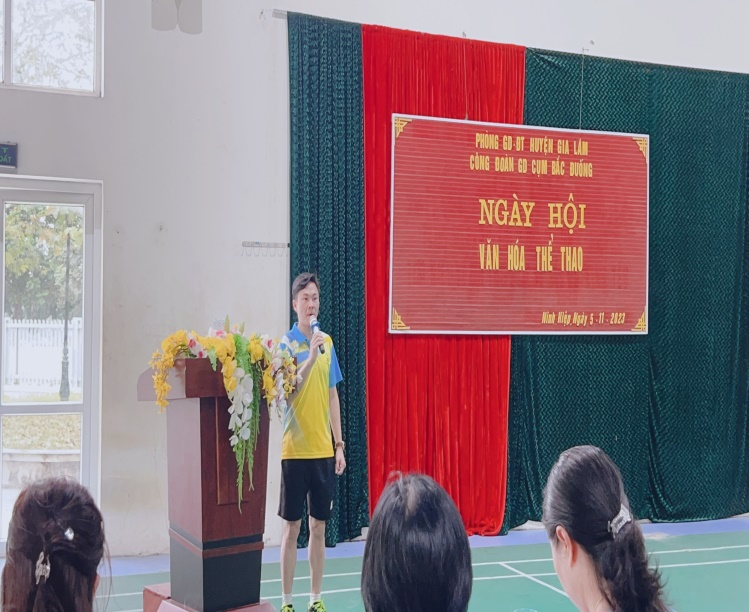 PHÒNG GD-ĐT HUYỆN GIA LÂM
CÔNG ĐOÀN GD CỤM BẮC ĐUỐNG
NGÀY HỘI
VĂN HÓA THỂ THAO
Ninh Hiệp Ngày 5-11-2023